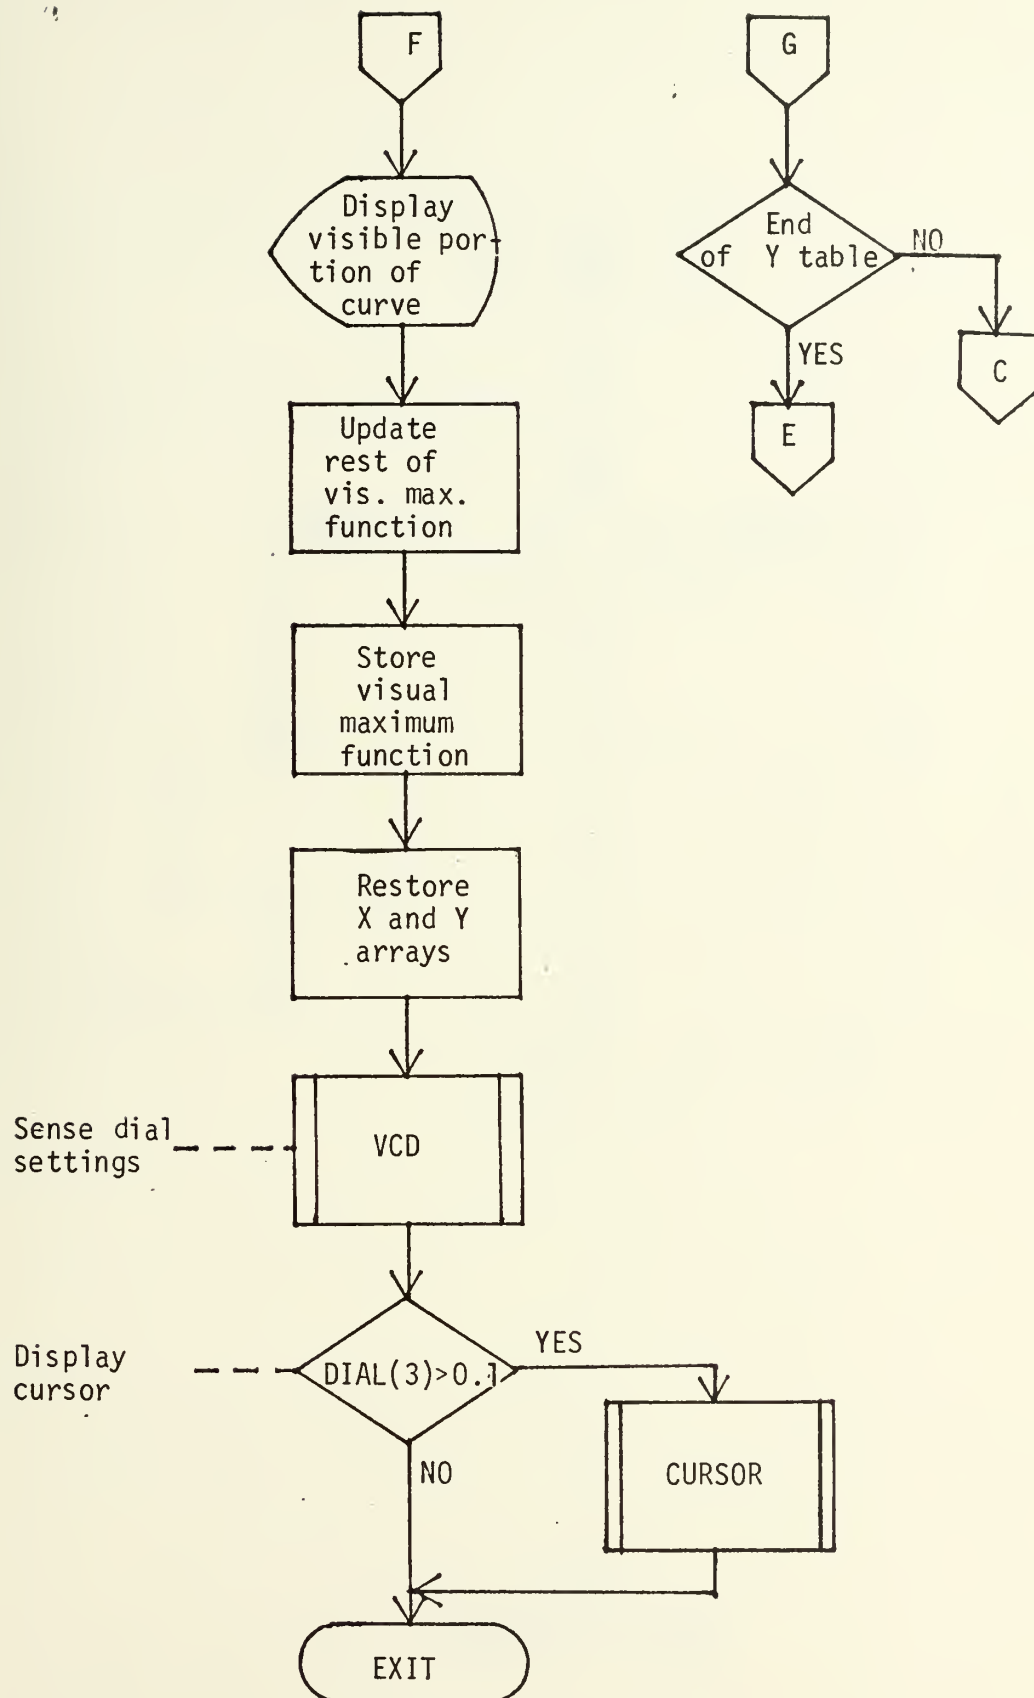 F
Display
visible por-
tion of
curve
Update
rest of
vis. max.
function
Store
visual
maximum
function
Restore
X and Y
arrays
Sense dial
settings
VCD
Display
cursor
DIAL(3)>0.1
YES
CURSOR
NO
EXIT
G
End
of Y table
NO
C
YES
E